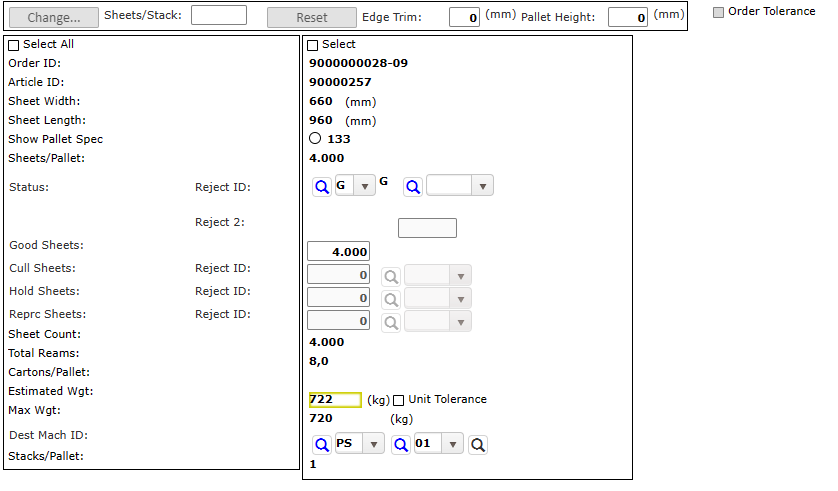 Change... Sheets/Stack: Reset Edge Trim: 0 (mm) Pallet Height: 0 (mm) Order Tolerance
Select All Select
Order ID: 9000000028-09
Article ID: 90000257
Sheet Width: 660 (mm)
Sheet Length: 960 (mm)
Show Pallet Spec 133
Sheets/Pallet: 4.000
Status: Reject ID: G G
Reject 2:
Good Sheets: 4.000
Cull Sheets: Reject ID: 0
Hold Sheets: Reject ID: 0
Reprc Sheets: Reject ID: 0
Sheet Count: 4.000
Total Reams: 8,0
Cartons/Pallet:
Estimated Wgt: 722 (kg) Unit Tolerance
Max Wgt: 720 (kg)
Dest Mach ID: PS 01
Stacks/Pallet: 1